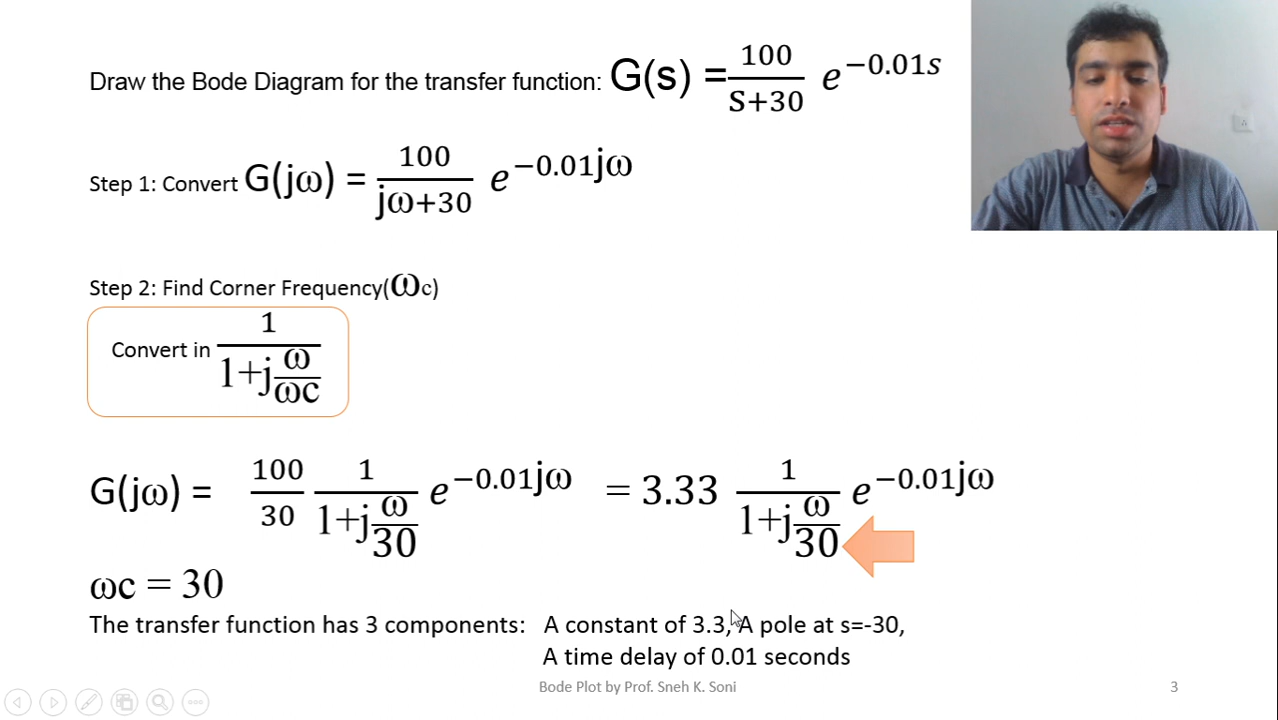 Draw the Bode Diagram for the transfer function: G(s) = 100/(S+30) e^−0.01s
Step 1: Convert G(jω) = 100/(jω+30) e^−0.01jω
Step 2: Find Corner Frequency(ωc)
Convert in 1/(1+j ω/ωc)
G(jω) = 100/30 1/(1+j ω/30) e^−0.01jω = 3.33 1/(1+j ω/30) e^−0.01jω
ωc = 30
The transfer function has 3 components: A constant of 3.3, A pole at s=-30,
A time delay of 0.01 seconds
Bode Plot by Prof. Sneh K. Soni 3